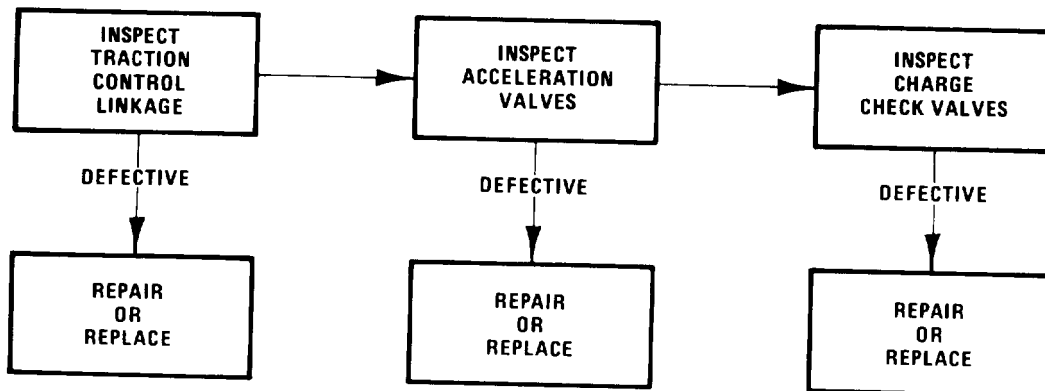 INSPECT
TRACTION
CONTROL
LINKAGE
INSPECT
ACCELERATION
VALVES
INSPECT
CHARGE
CHECK VALVES
DEFECTIVE
DEFECTIVE
DEFECTIVE
REPAIR
OR
REPLACE
REPAIR
OR
REPLACE
REPAIR
OR
REPLACE